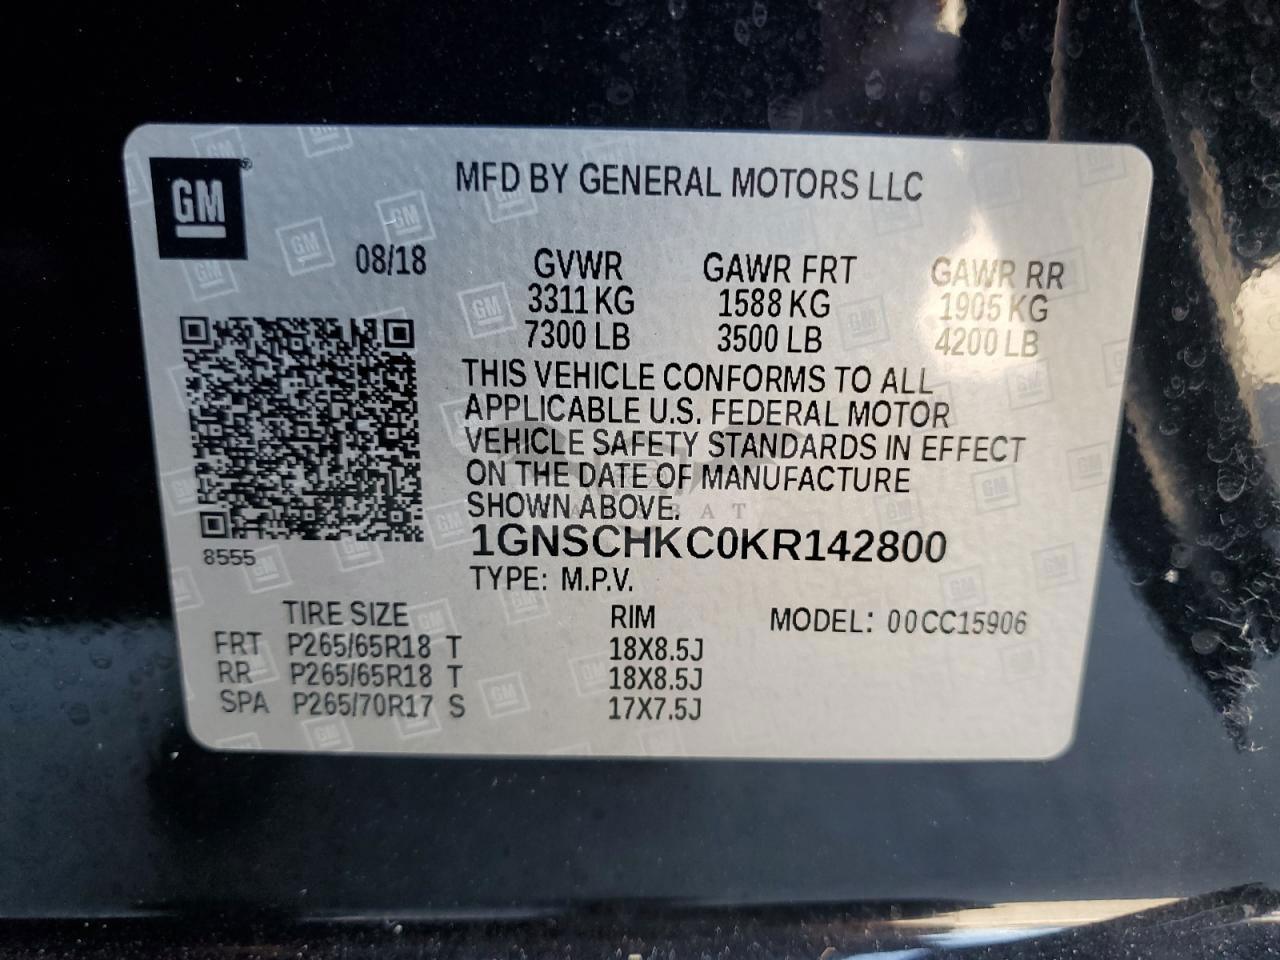 GM
MFD BY GENERAL MOTORS LLC
08/18 GVWR GAWR FRT GAWR RR
3311 KG 1588 KG 1905 KG
7300 LB 3500 LB 4200 LB
THIS VEHICLE CONFORMS TO ALL
APPLICABLE U.S. FEDERAL MOTOR
VEHICLE SAFETY STANDARDS IN EFFECT
ON THE DATE OF MANUFACTURE
SHOWN ABOVE.
1GNSCHKC0KR142800
8555
TYPE: M.P.V.
TIRE SIZE RIM MODEL: 00CC15906
FRT P265/65R18 T 18X8.5J
RR P265/65R18 T 18X8.5J
SPA P265/70R17 S 17X7.5J